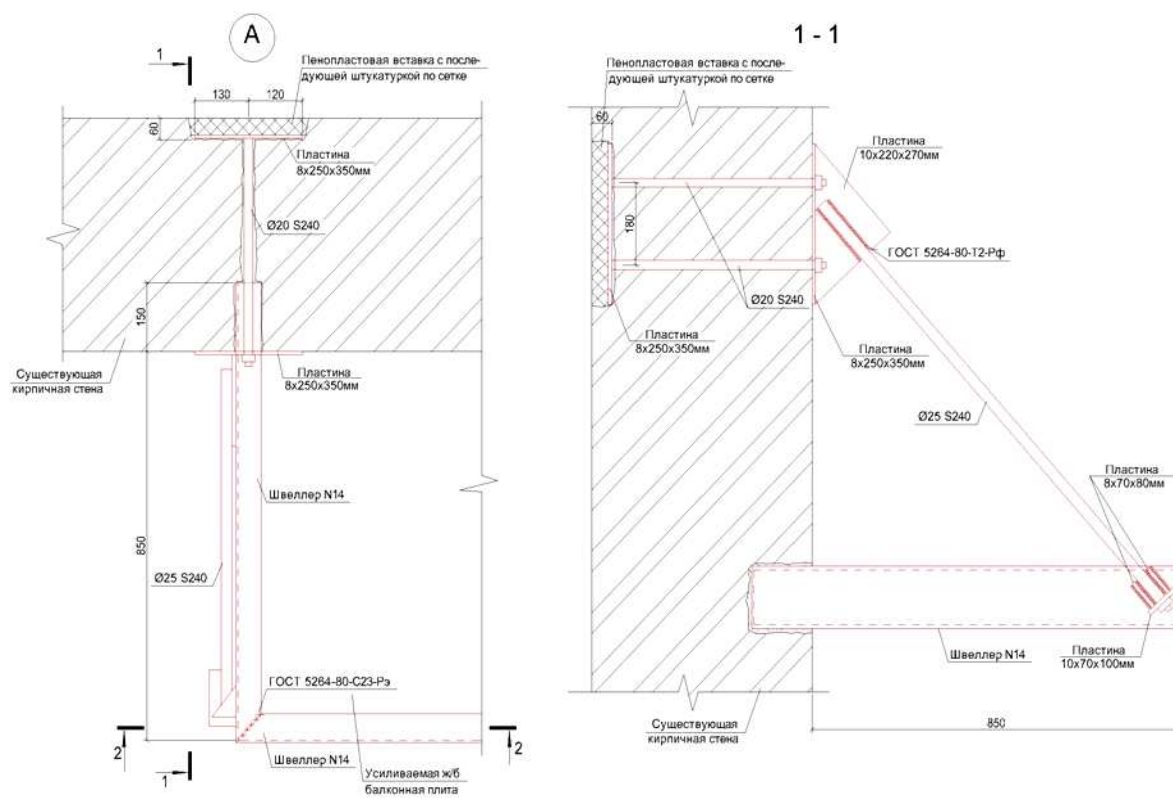 А
1 - 1
1
Пенопластовая вставка с после-
дующей штукатуркой по сетке
130
120
60
Пластина
8х250х350мм
Ø20 S240
150
Существующая
кирпичная стена
Пластина
8х250х350мм
Швеллер N14
850
Ø25 S240
ГОСТ 5264-80-С23-Рэ
2
2
Швеллер N14
1
Усиливаемая ж/б
балконная плита
Пенопластовая вставка с после-
дующей штукатуркой по сетке
60
Пластина
10х220х270мм
180
ГОСТ 5264-80-Т2-Рф
Ø20 S240
Пластина
8х250х350мм
Пластина
8х250х350мм
Ø25 S240
Пластина
8х70х80мм
Швеллер N14
Пластина
10х70х100мм
Существующая
кирпичная стена
850